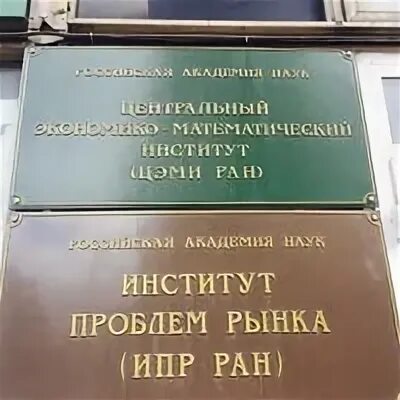 РОССИЙСКАЯ АКАДЕМИЯ НАУК
ЦЕНТРАЛЬНЫЙ
ЭКОНОМИКО-МАТЕМАТИЧЕСКИЙ
ИНСТИТУТ
(ЦЭМИ РАН)
РОССИЙСКАЯ АКАДЕМИЯ НАУК
ИНСТИТУТ
ПРОБЛЕМ РЫНКА
(ИПР РАН)